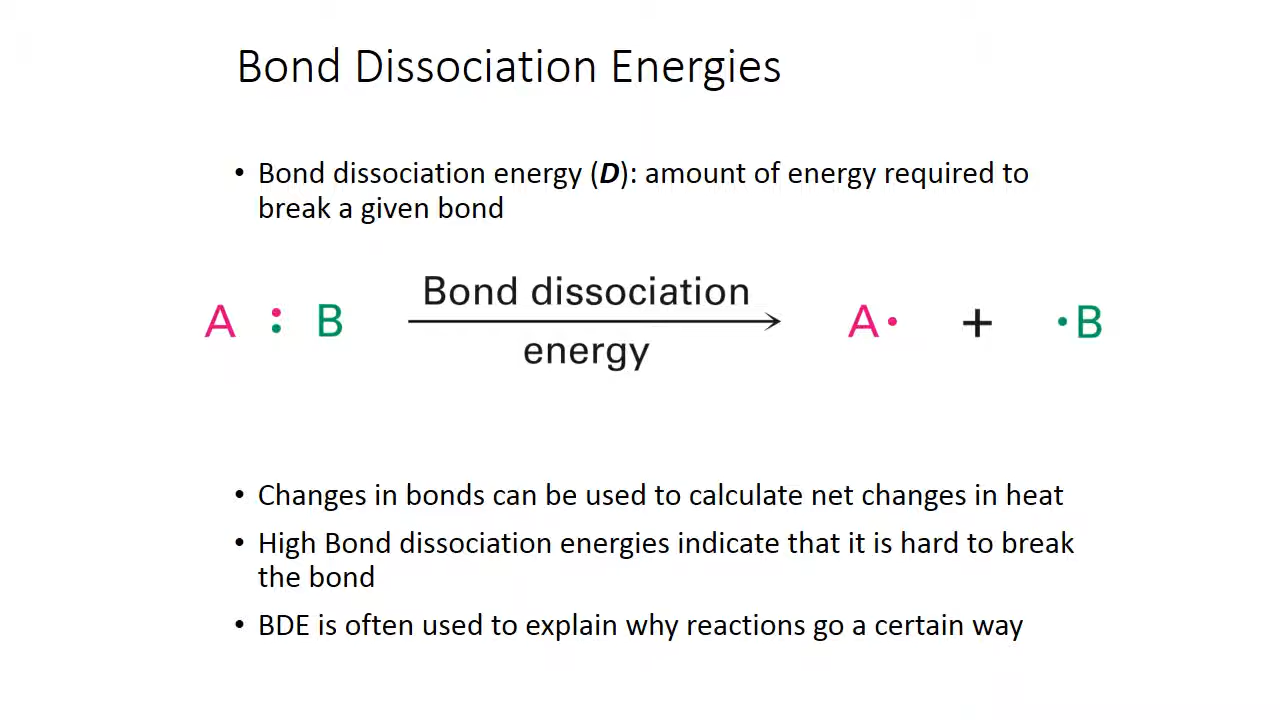 Bond Dissociation Energies
• Bond dissociation energy (D): amount of energy required to
break a given bond
Bond dissociation
A : B A• + •B
energy
• Changes in bonds can be used to calculate net changes in heat
• High Bond dissociation energies indicate that it is hard to break
the bond
• BDE is often used to explain why reactions go a certain way